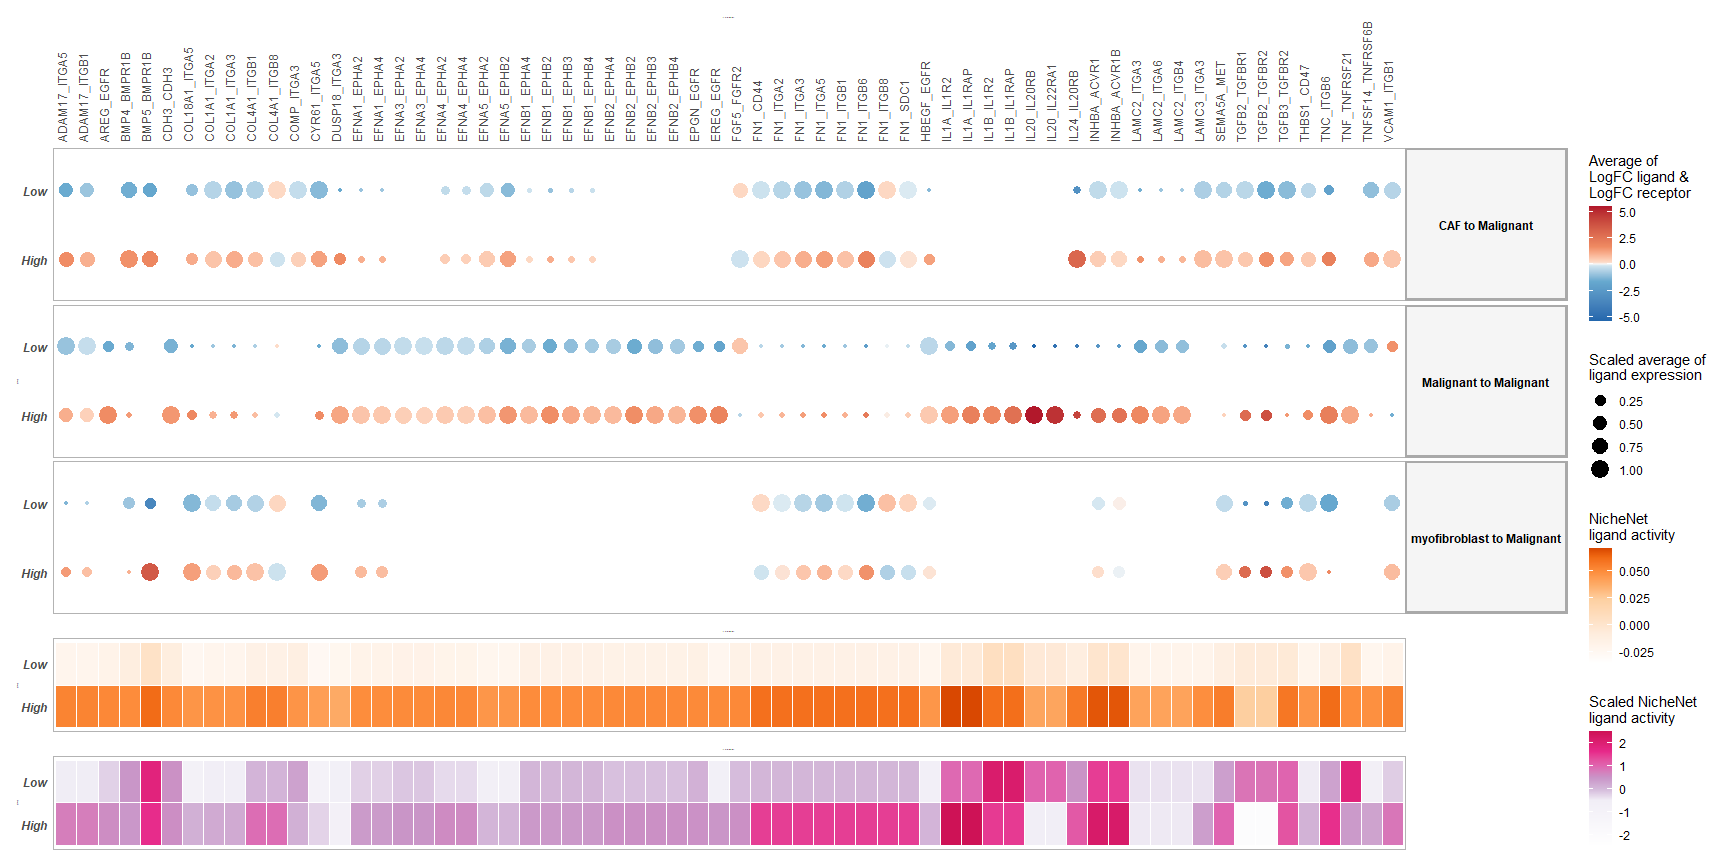 ADAM17_ITGA5
ADAM17_ITGB1
AREG_EGFR
BMP4_BMPR1B
BMP5_BMPR1B
CDH3_CDH3
COL18A1_ITGA5
COL1A1_ITGA2
COL1A1_ITGA3
COL4A1_ITGB1
COL4A1_ITGB8
COMP_ITGA3
CYR61_ITGA5
DUSP18_ITGA3
EFNA1_EPHA2
EFNA1_EPHA4
EFNA3_EPHA2
EFNA3_EPHA4
EFNA4_EPHA2
EFNA4_EPHA4
EFNA5_EPHA2
EFNA5_EPHB2
EFNB1_EPHA4
EFNB1_EPHB2
EFNB1_EPHB3
EFNB1_EPHB4
EFNB2_EPHA4
EFNB2_EPHB2
EFNB2_EPHB3
EFNB2_EPHB4
EPGN_EGFR
EREG_EGFR
FGF5_FGFR2
FN1_CD44
FN1_ITGA2
FN1_ITGA3
FN1_ITGA5
FN1_ITGB1
FN1_ITGB6
FN1_ITGB8
FN1_SDC1
HBEGF_EGFR
IL1A_IL1R2
IL1A_IL1RAP
IL1B_IL1R2
IL1B_IL1RAP
IL20_IL20RB
IL20_IL22RA1
IL24_IL20RB
INHBA_ACVR1
INHBA_ACVR1B
LAMC2_ITGA3
LAMC2_ITGA6
LAMC2_ITGB4
LAMC3_ITGA3
SEMA5A_MET
TGFB2_TGFBR1
TGFB2_TGFBR2
TGFB3_TGFBR2
THBS1_CD47
TNC_ITGB6
TNF_TNFRSF21
TNFSF14_TNFRSF6B
VCAM1_ITGB1
Low
High
CAF to Malignant
Low
High
Malignant to Malignant
Low
High
myofibroblast to Malignant
Low
High
Low
High
Average of
LogFC ligand &
LogFC receptor
5.0
2.5
0.0
-2.5
-5.0
Scaled average of
ligand expression
0.25
0.50
0.75
1.00
NicheNet
ligand activity
0.050
0.025
0.000
-0.025
Scaled NicheNet
ligand activity
2
1
0
-1
-2